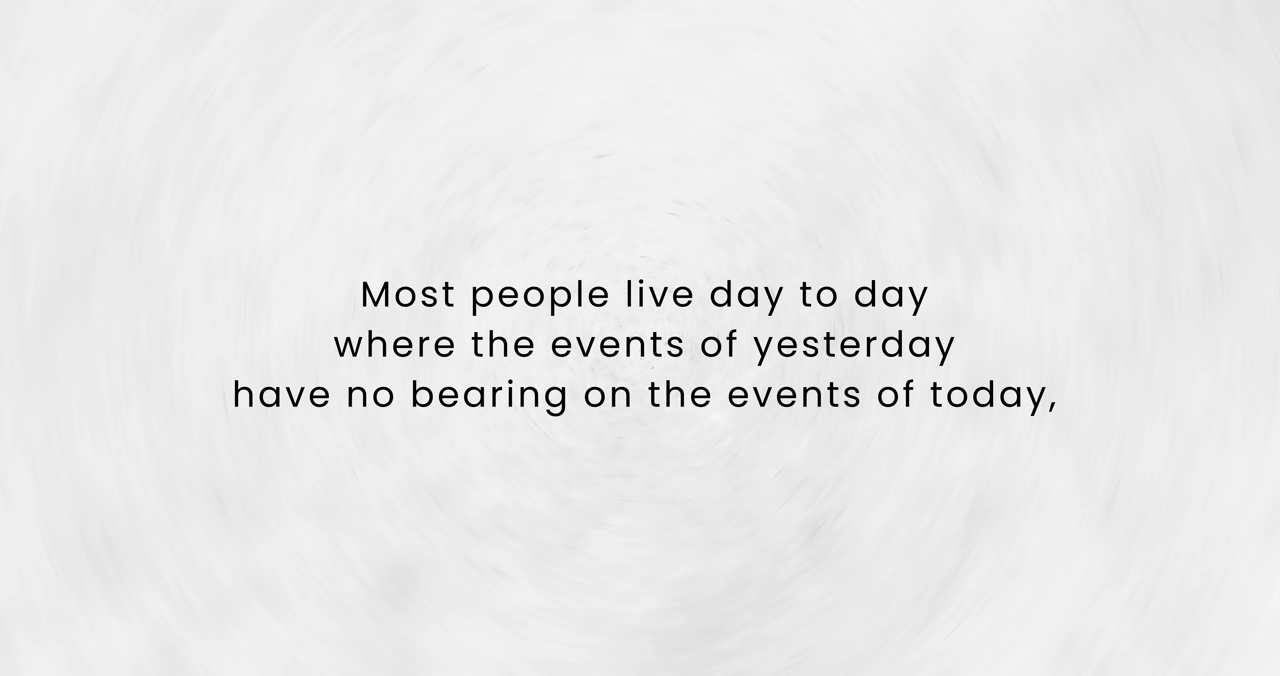 Most people live day to day
where the events of yesterday
have no bearing on the events of today,